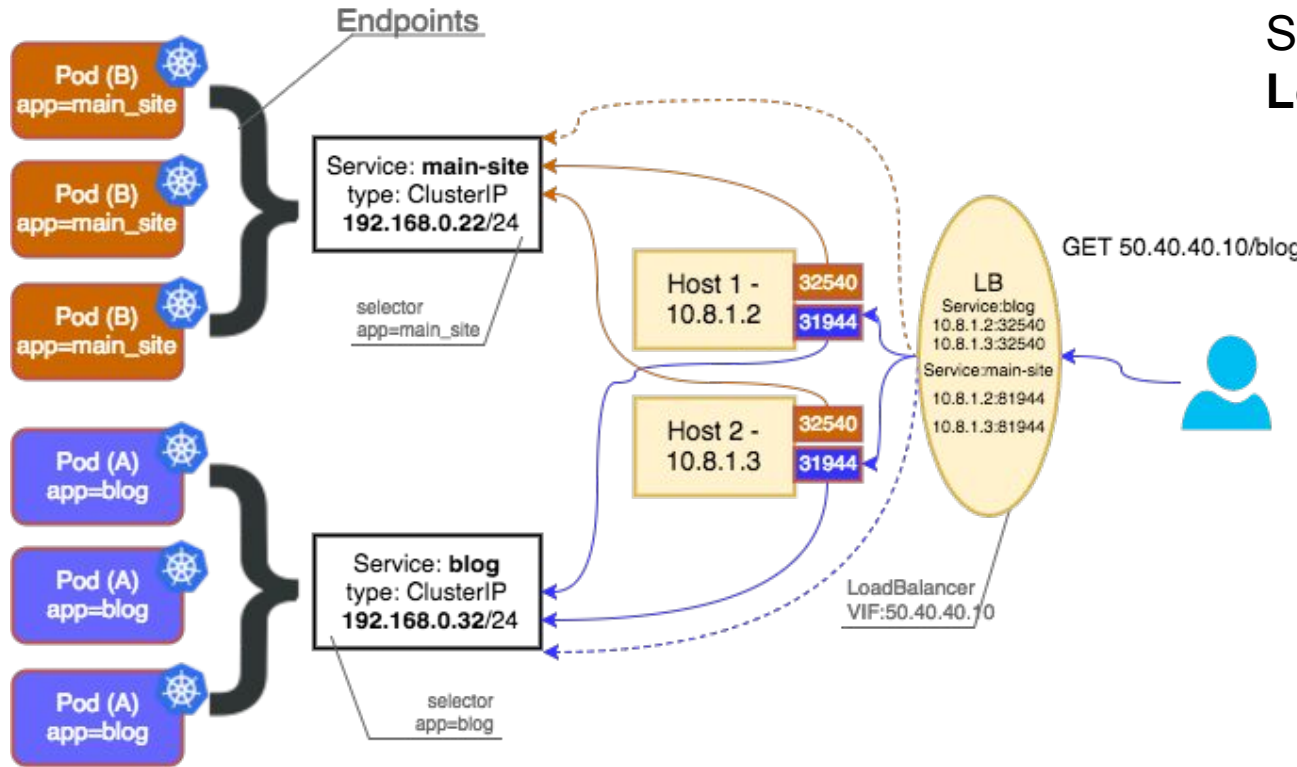 Endpoints
S
Pod (B)
app=main_site
Pod (B)
app=main_site
Pod (B)
app=main_site
Service: main-site
type: ClusterIP
192.168.0.22/24
selector
app=main_site
Host 1 -
10.8.1.2
32540
31944
Host 2 -
10.8.1.3
32540
31944
LB
Service:blog
10.8.1.2:32540
10.8.1.3:32540
Service:main-site
10.8.1.2:81944
10.8.1.3:81944
GET 50.40.40.10/blog
LoadBalancer
VIF:50.40.40.10
Pod (A)
app=blog
Pod (A)
app=blog
Pod (A)
app=blog
Service: blog
type: ClusterIP
192.168.0.32/24
selector
app=blog